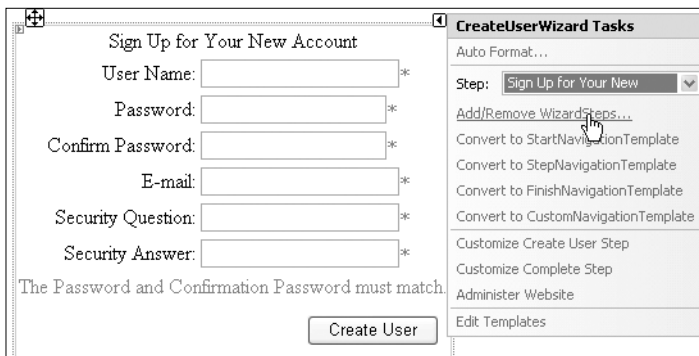 Sign Up for Your New Account
User Name: *
Password: *
Confirm Password: *
E-mail: *
Security Question: *
Security Answer: *
The Password and Confirmation Password must match.
Create User
CreateUserWizard Tasks
Auto Format...
Step: Sign Up for Your New
Add/Remove WizardSteps...
Convert to StartNavigationTemplate
Convert to StepNavigationTemplate
Convert to FinishNavigationTemplate
Convert to CustomNavigationTemplate
Customize Create User Step
Customize Complete Step
Administer Website
Edit Templates